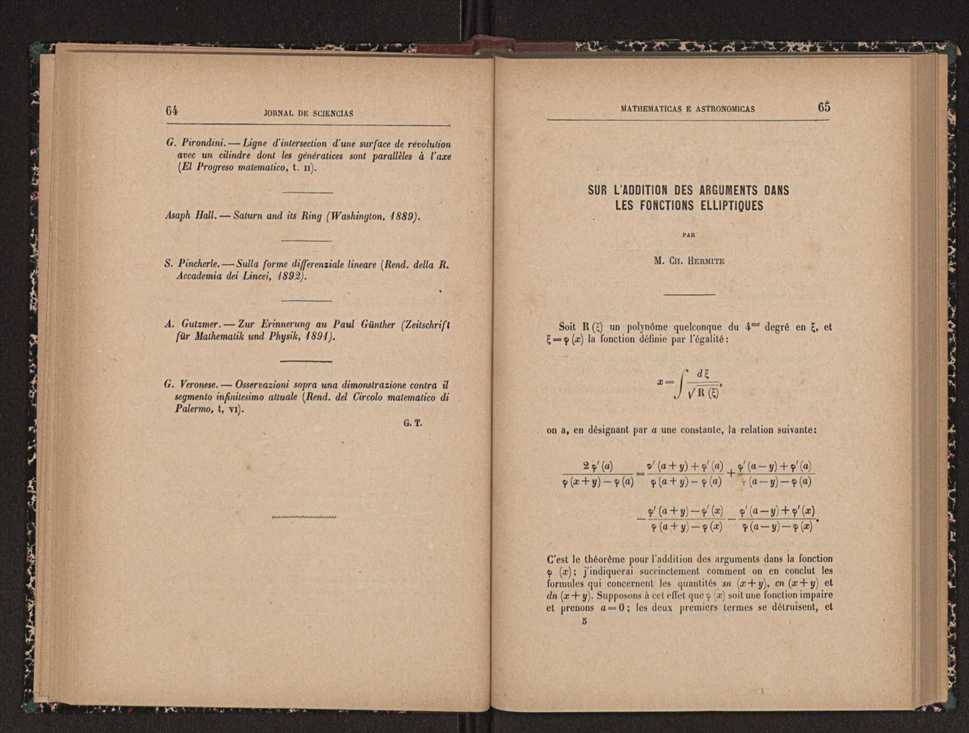 64 JORNAL DE SCIENCIAS
G. Pirondini. — Ligne d'intersection d'une surface de révolution
avec un cilindre dont les génératices sont parallèles à l'axe
(El Progreso matematico, t. II).
Asaph Hall. — Saturn and its Ring (Washington, 1889).
S. Pincherle. — Sulla forme differenziale lineare (Rend. della R.
Accademia dei Lincei, 1892).
A. Gutzmer. — Zur Erinnerung au Paul Günther (Zeitschrift
für Mathematik und Physik, 1891).
G. Veronese. — Osservazioni sopra una dimonstrazione contra il
segmento infinitesimo attuale (Rend. del Circolo matematico di
Palermo, t, VI).
G. T.
MATHEMATICAS E ASTRONOMICAS 65
SUR L'ADDITION DES ARGUMENTS DANS
LES FONCTIONS ELLIPTIQUES
PAR
M. CH. HERMITE
Soit R (ξ) un polynôme quelconque du 4me degré en ξ, et
ξ = φ (x) la fonction définie par l'égalité:
x = ∫ dξ / √R (ξ),
on a, en désignant par a une constante, la relation suivante:
2 φ' (a) / φ (x + y) — φ (a) = φ' (a + y) + φ' (a) / φ (a + y) — φ (a) + φ' (a — y) + φ' (a) / φ (a — y) — φ (a)
— φ' (a + y) — φ' (x) / φ (a + y) — φ (x) — φ' (a — y) + φ' (x) / φ (a — y) — φ (x).
C'est le théorème pour l'addition des arguments dans la fonction
φ (x); j'indiquerai succinctement comment on en conclut les
formules qui concernent les quantités sn (x + y), cn (x + y) et
dn (x + y). Supposons à cet effet que φ (x) soit une fonction impaire
et prenons a = 0; les deux premiers termes se détruisent, et
5